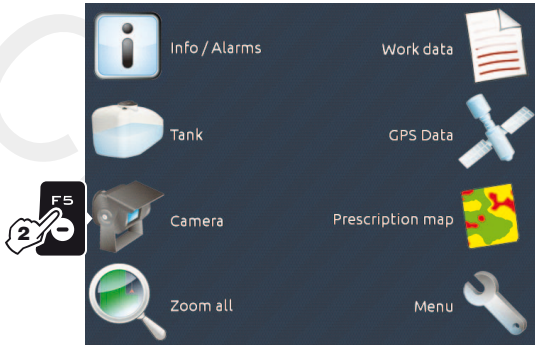 Info / Alarms
Work data
Tank
GPS Data
F5
2
Camera
Prescription map
Zoom all
Menu